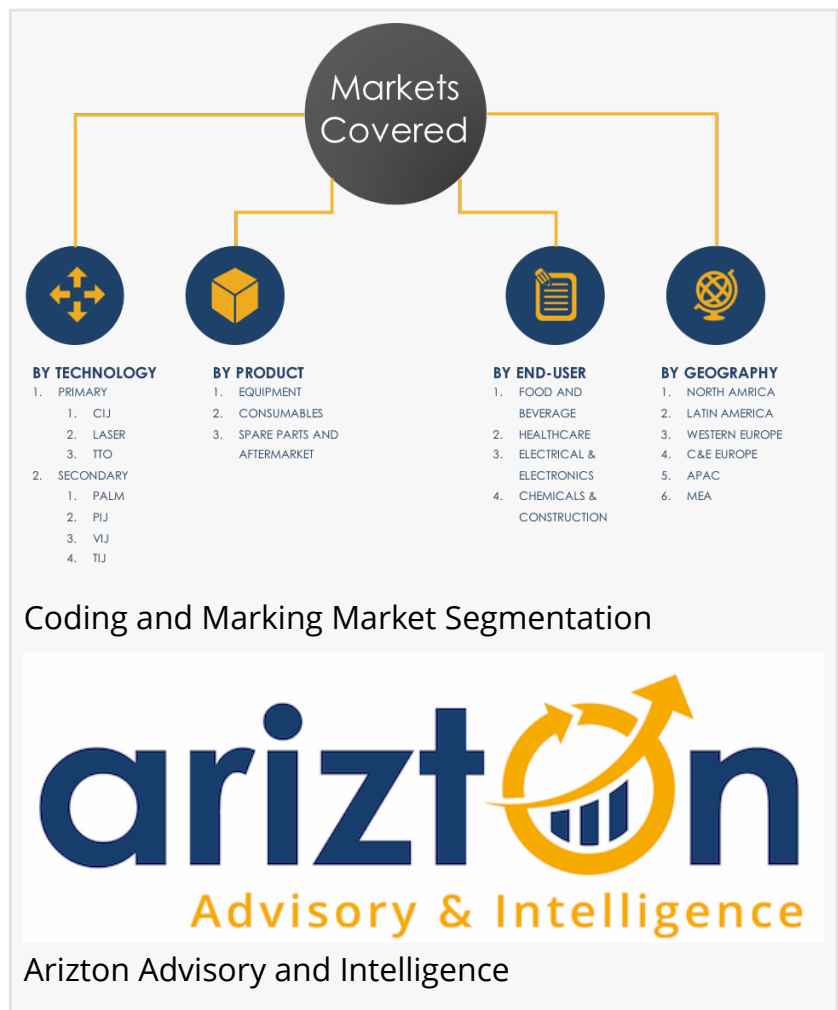 Markets
Covered
BY TECHNOLOGY
1. PRIMARY
1. CIJ
2. LASER
3. TTO
2. SECONDARY
1. PALM
2. PIJ
3. VIJ
4. TIJ
BY PRODUCT
1. EQUIPMENT
2. CONSUMABLES
3. SPARE PARTS AND
AFTERMARKET
BY END-USER
1. FOOD AND
BEVERAGE
2. HEALTHCARE
3. ELECTRICAL &
ELECTRONICS
4. CHEMICALS &
CONSTRUCTION
BY GEOGRAPHY
1. NORTH AMRICA
2. LATIN AMERICA
3. WESTERN EUROPE
4. C&E EUROPE
5. APAC
6. MEA
Coding and Marking Market Segmentation
arizton
Advisory & Intelligence
Arizton Advisory and Intelligence